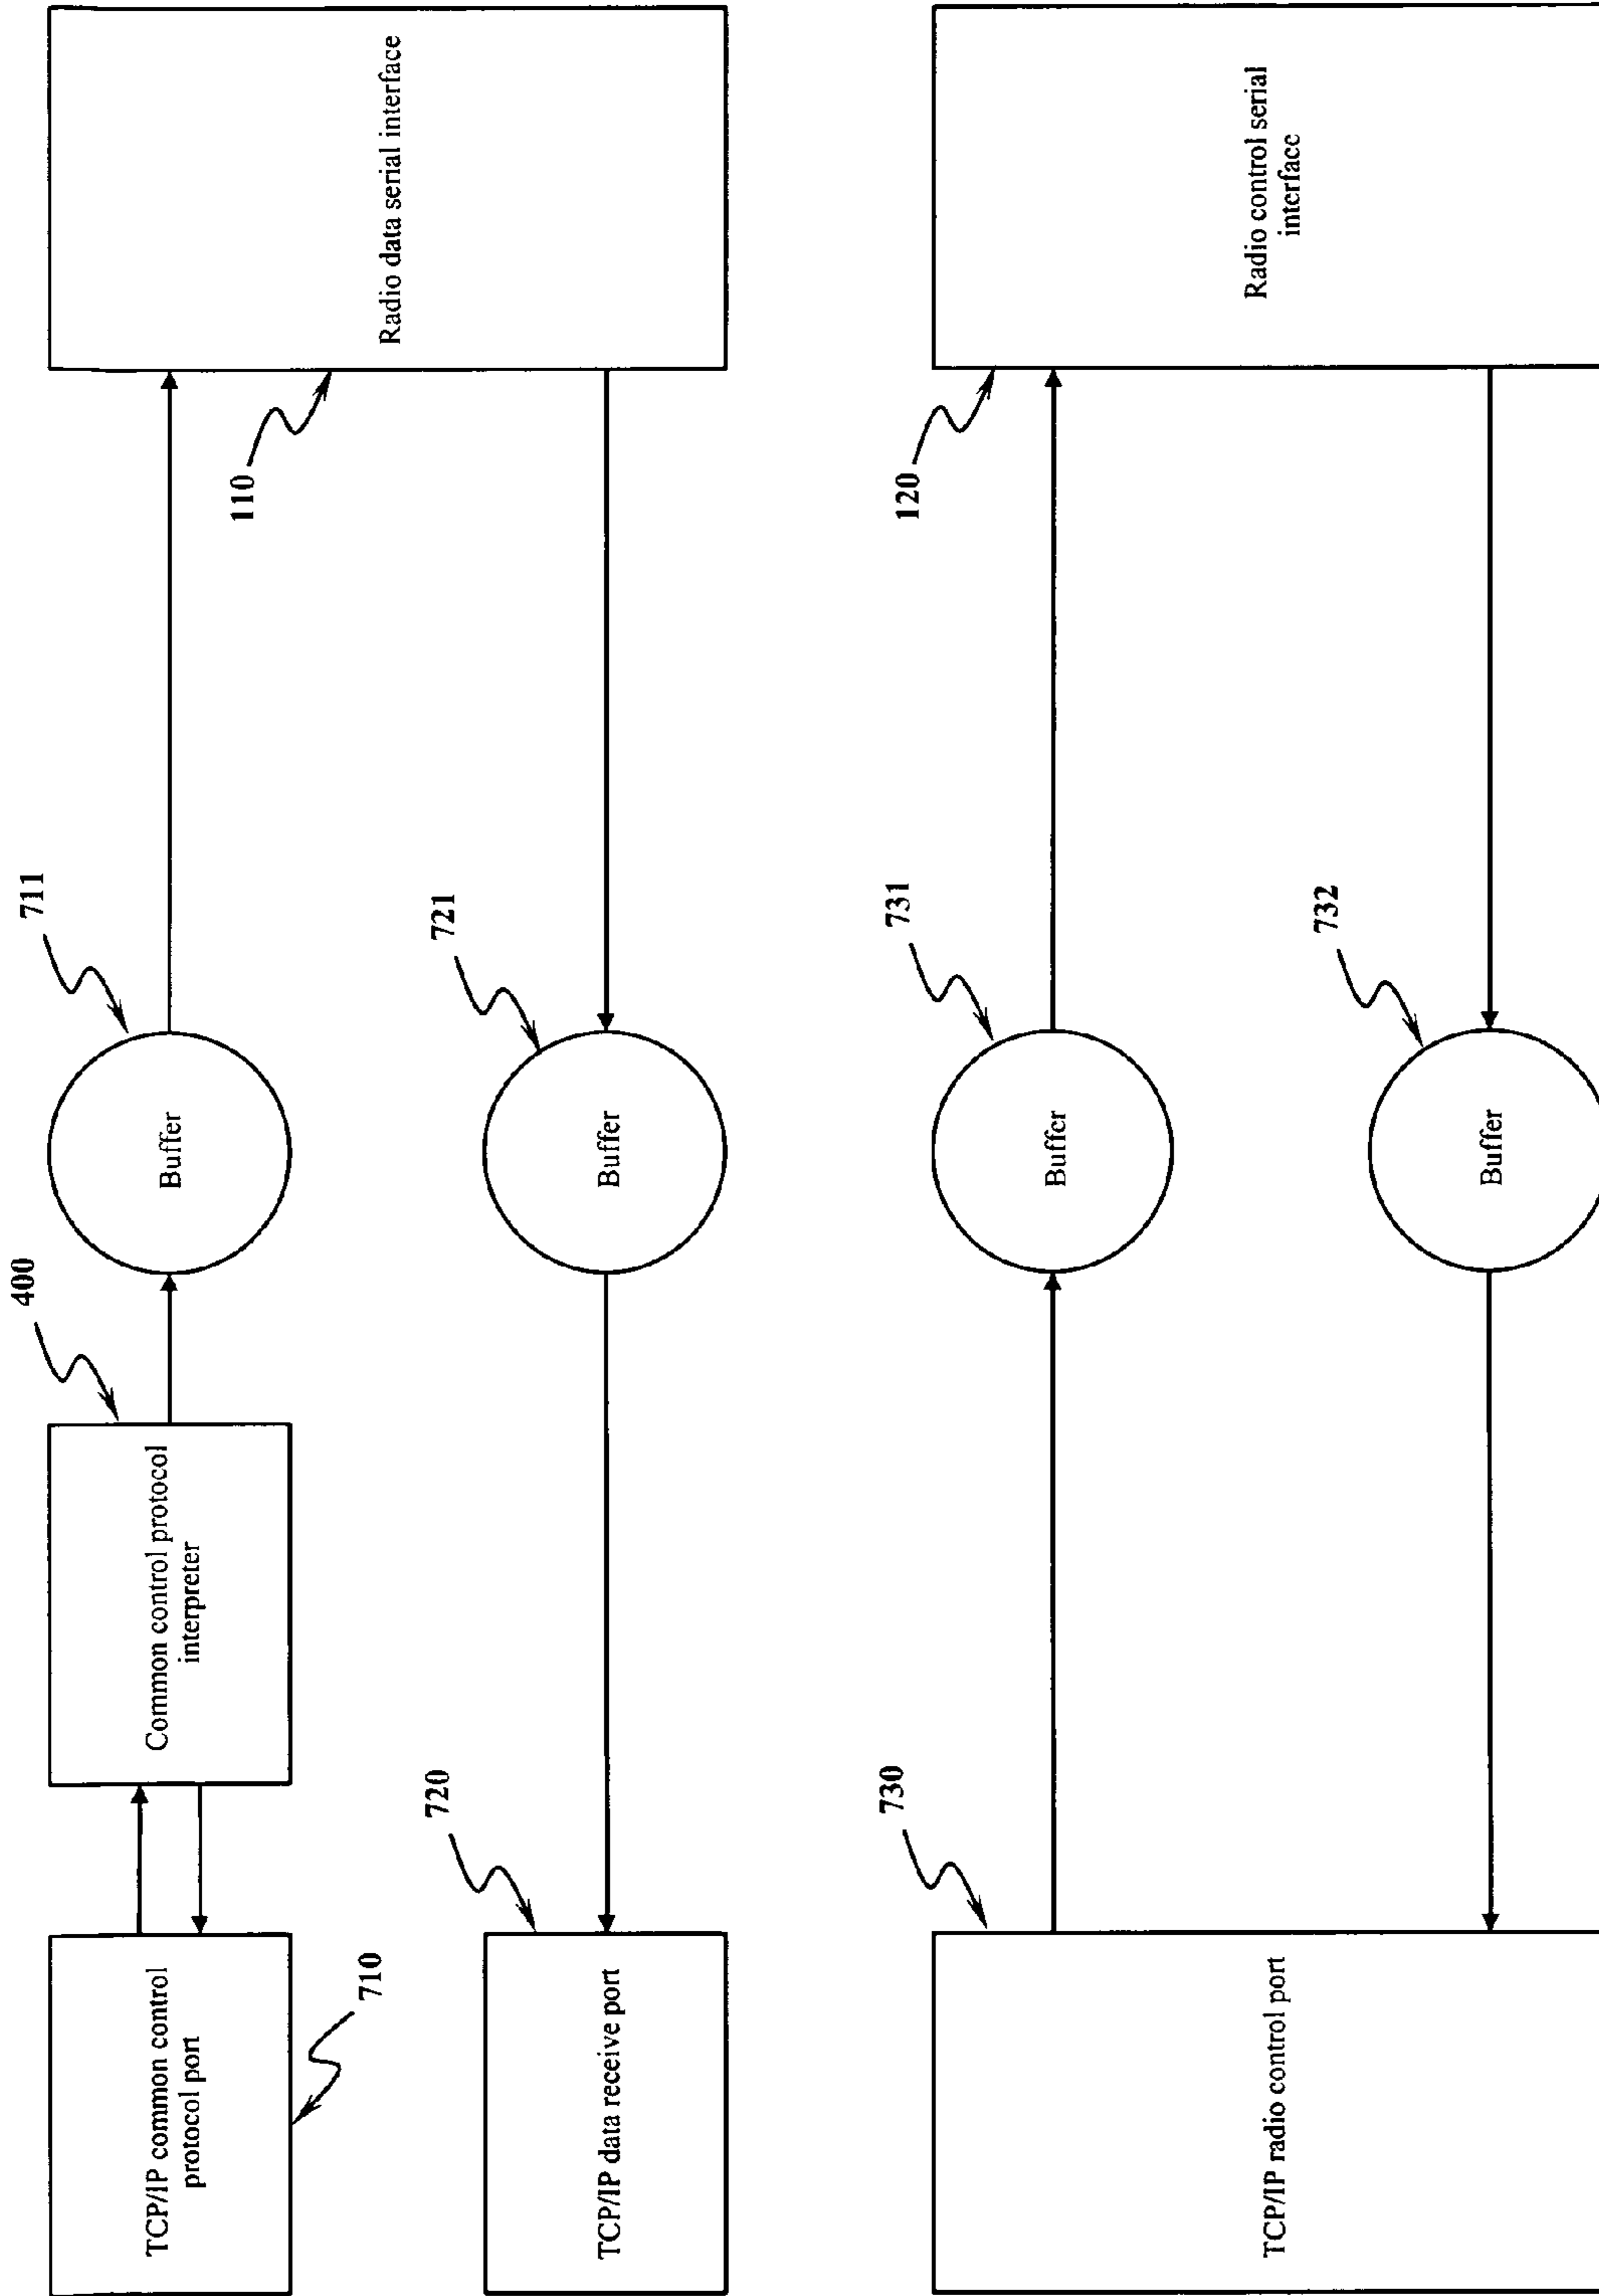 TCP/IP common control
protocol port
710
Common control protocol
interpreter
400
Buffer
711
Radio data serial interface
110
TCP/IP data receive port
720
Buffer
721
TCP/IP radio control port
730
Buffer
731
Radio control serial
interface
120
Buffer
732